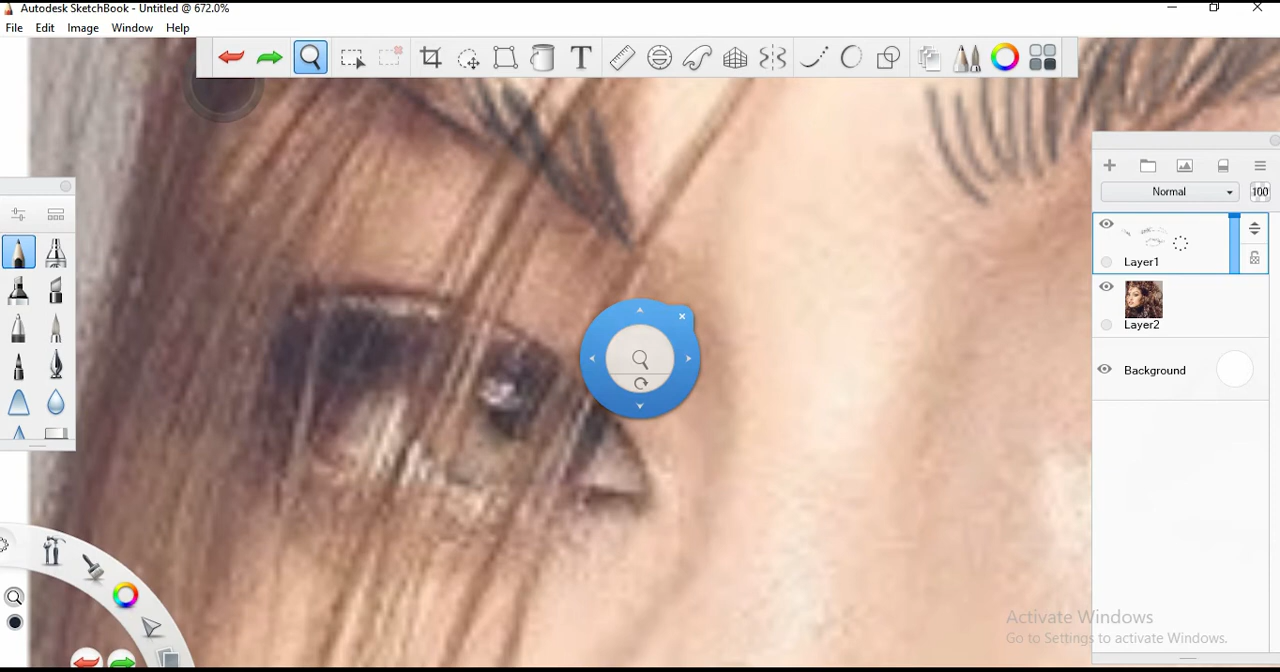 Autodesk SketchBook - Untitled @ 672.0%
File Edit Image Window Help
T
Normal 100
Layer1
Layer2
Background
Activate Windows
Go to Settings to activate Windows.